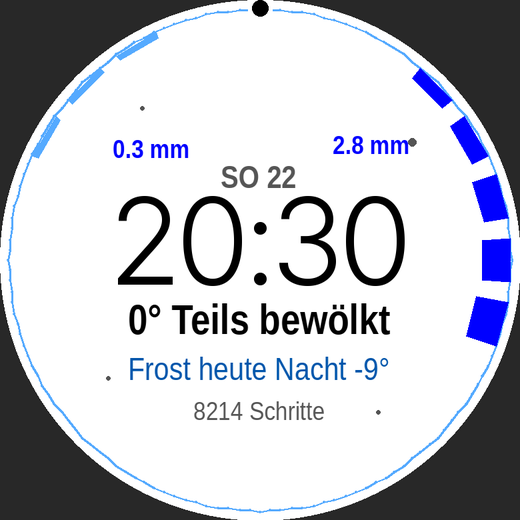 0.3 mm
2.8 mm
SO 22
20:30
0° Teils bewölkt
Frost heute Nacht -9°
8214 Schritte